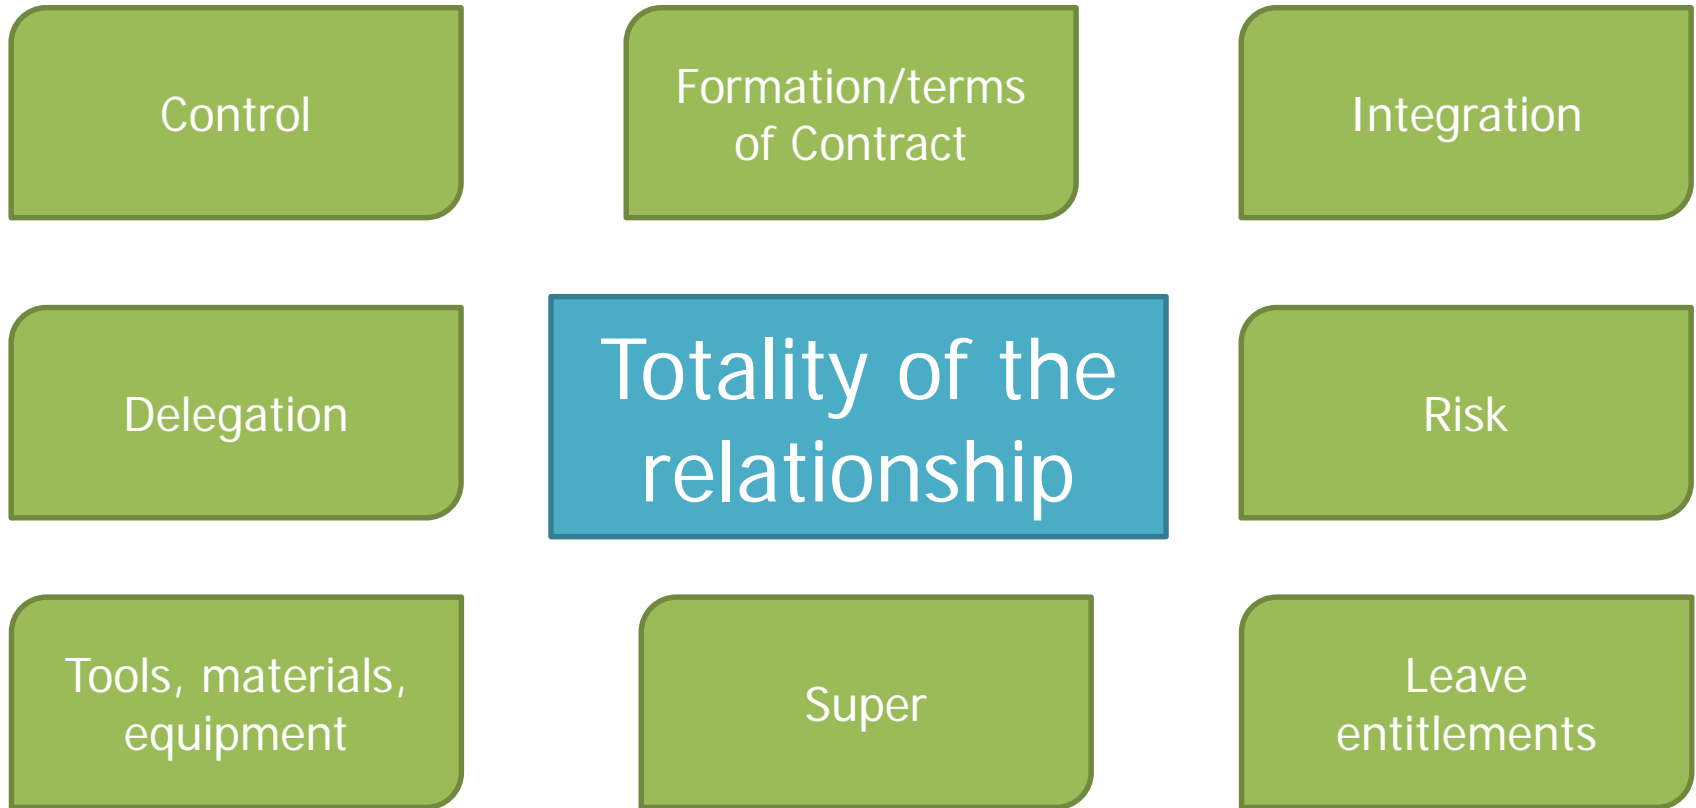 Control
Formation/terms
of Contract
Integration
Delegation
Totality of the
relationship
Risk
Tools, materials,
equipment
Super
Leave
entitlements